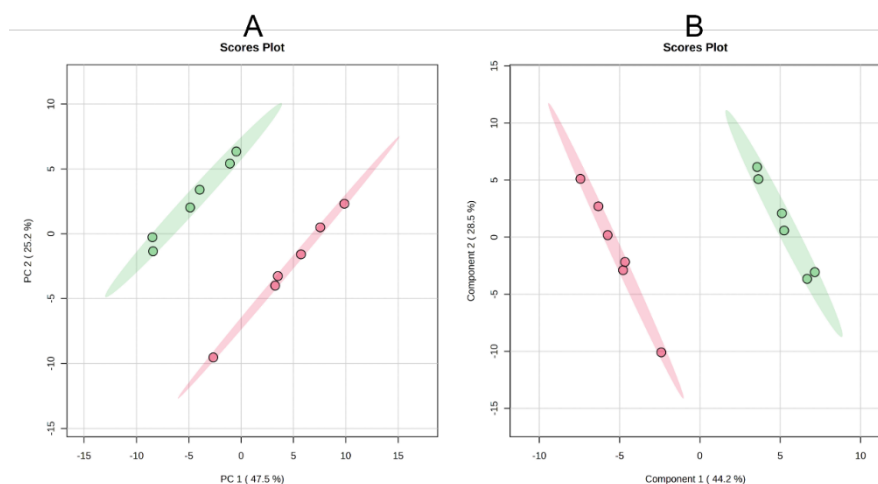 A
Scores Plot
10
5
0
-5
-10
-15
PC 2 ( 25.2 %)
-15 -10 -5 0 5 10 15
PC 1 ( 47.5 %)
B
Scores Plot
15
10
5
0
-5
-10
-15
Component 2 ( 28.5 %)
-10 -5 0 5 10
Component 1 ( 44.2 %)